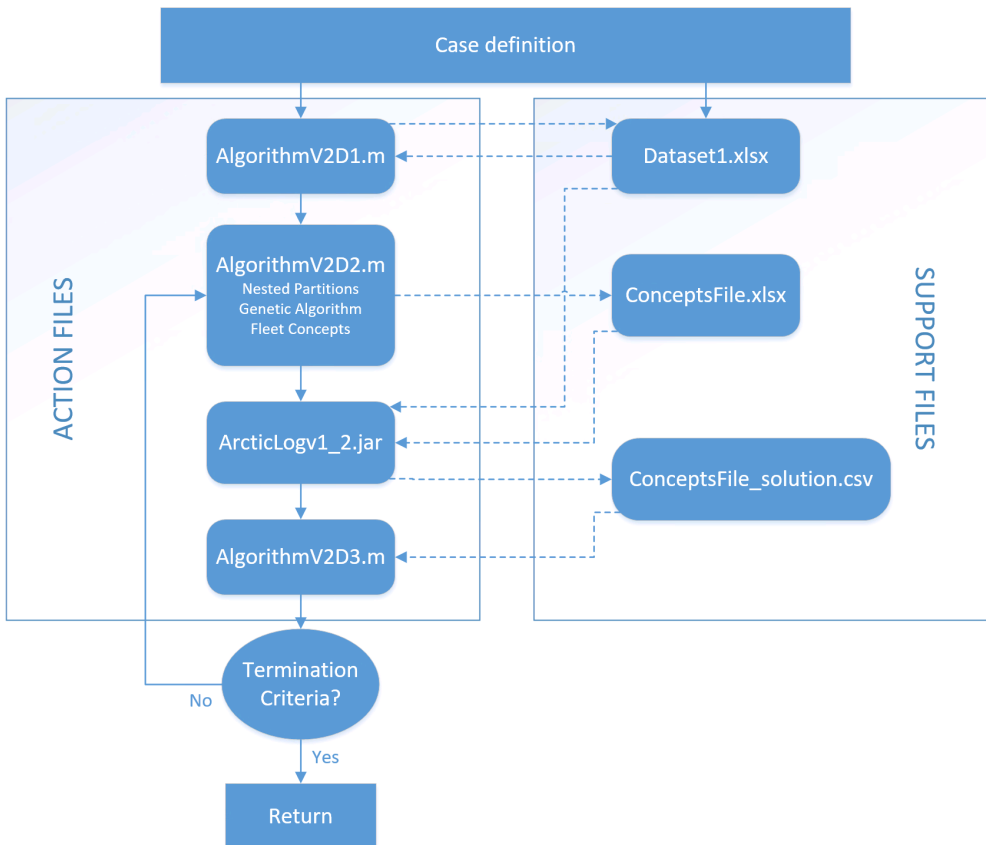 Case definition
AlgorithmV2D1.m
Dataset1.xlsx
AlgorithmV2D2.m
Nested Partitions
Genetic Algorithm
Fleet Concepts
ConceptsFile.xlsx
ACTION FILES
SUPPORT FILES
ArcticLogv1_2.jar
ConceptsFile_solution.csv
AlgorithmV2D3.m
Termination
Criteria?
No
Yes
Return